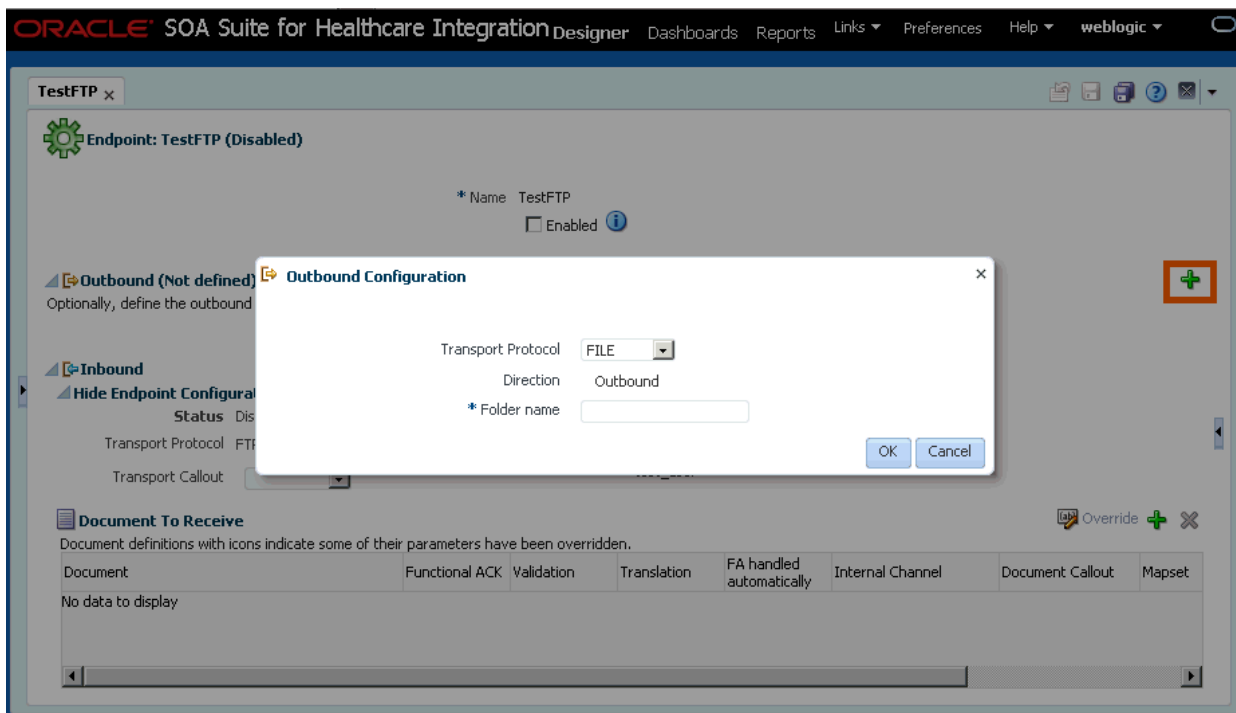 ORACLE SOA Suite for Healthcare Integration Designer Dashboards Reports Links Preferences Help weblogic
TestFTP
Endpoint: TestFTP (Disabled)
* Name TestFTP
Enabled
Outbound (Not defined)
Optionally, define the outbound
Outbound Configuration
Transport Protocol FILE
Direction Outbound
* Folder name
OK Cancel
Inbound
Hide Endpoint Configura
Status Dis
Transport Protocol FTP
Transport Callout
Document To Receive
Override
Document definitions with icons indicate some of their parameters have been overridden.
Document Functional ACK Validation Translation FA handled automatically Internal Channel Document Callout Mapset
No data to display